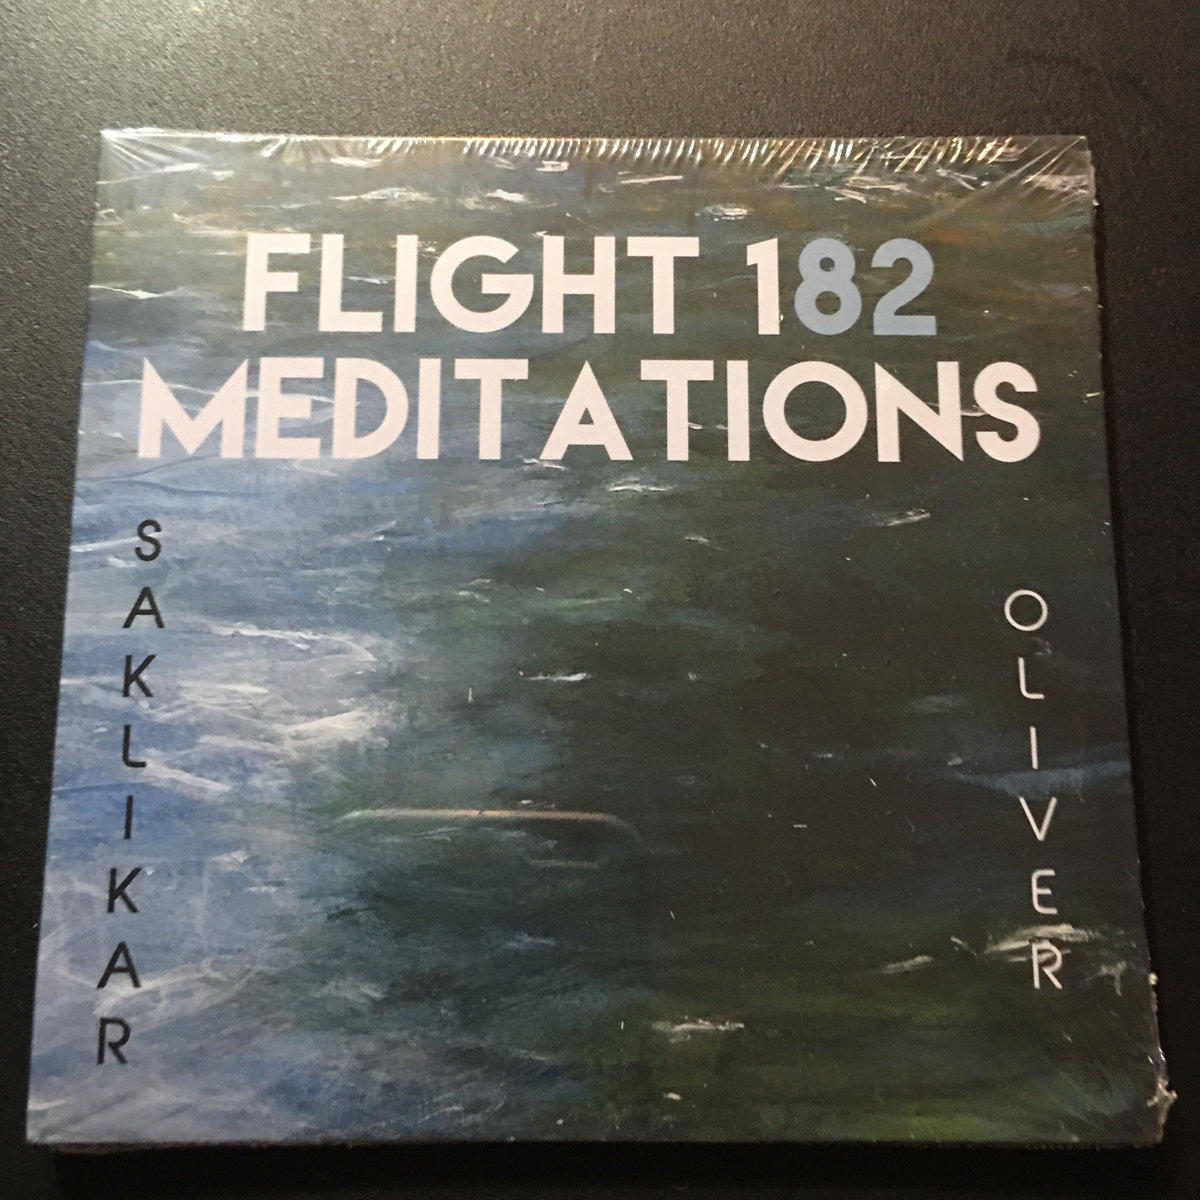 FLIGHT 182
MEDITATIONS
SAKLIKAR
OLIVER